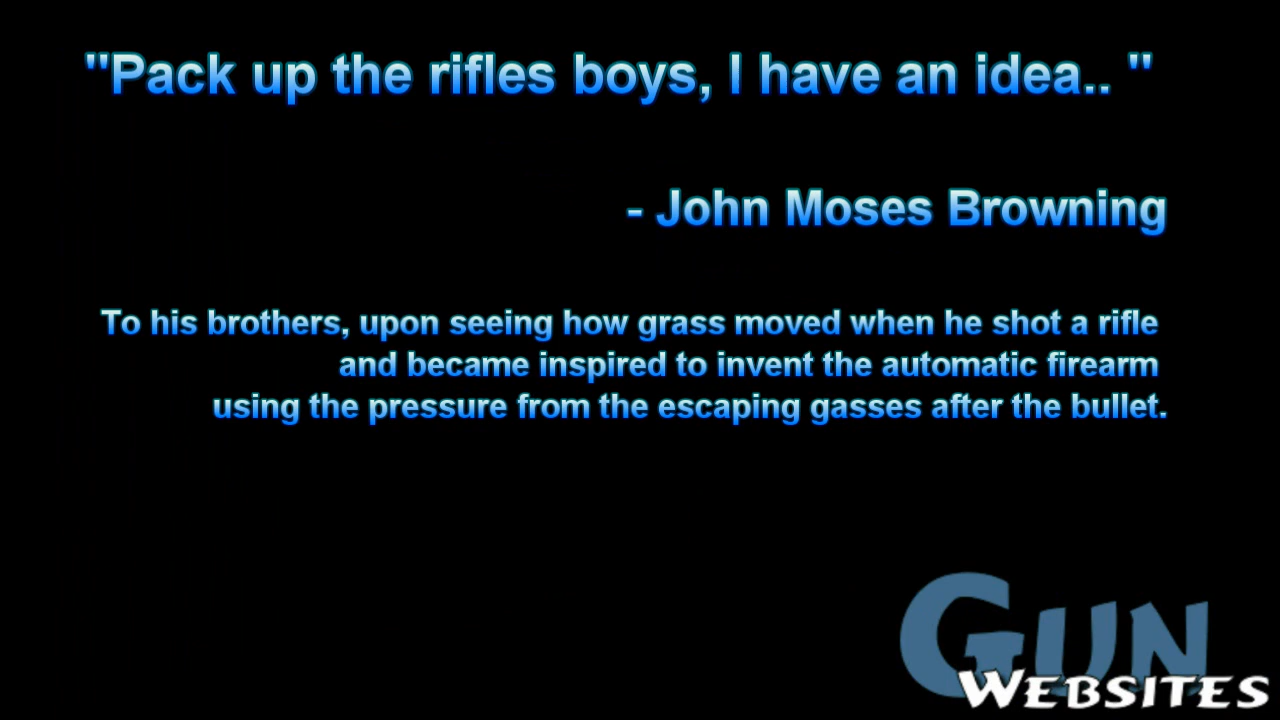 "Pack up the rifles boys, I have an idea.. "
- John Moses Browning
To his brothers, upon seeing how grass moved when he shot a rifle
and became inspired to invent the automatic firearm
using the pressure from the escaping gasses after the bullet.
GUN
WEBSITES